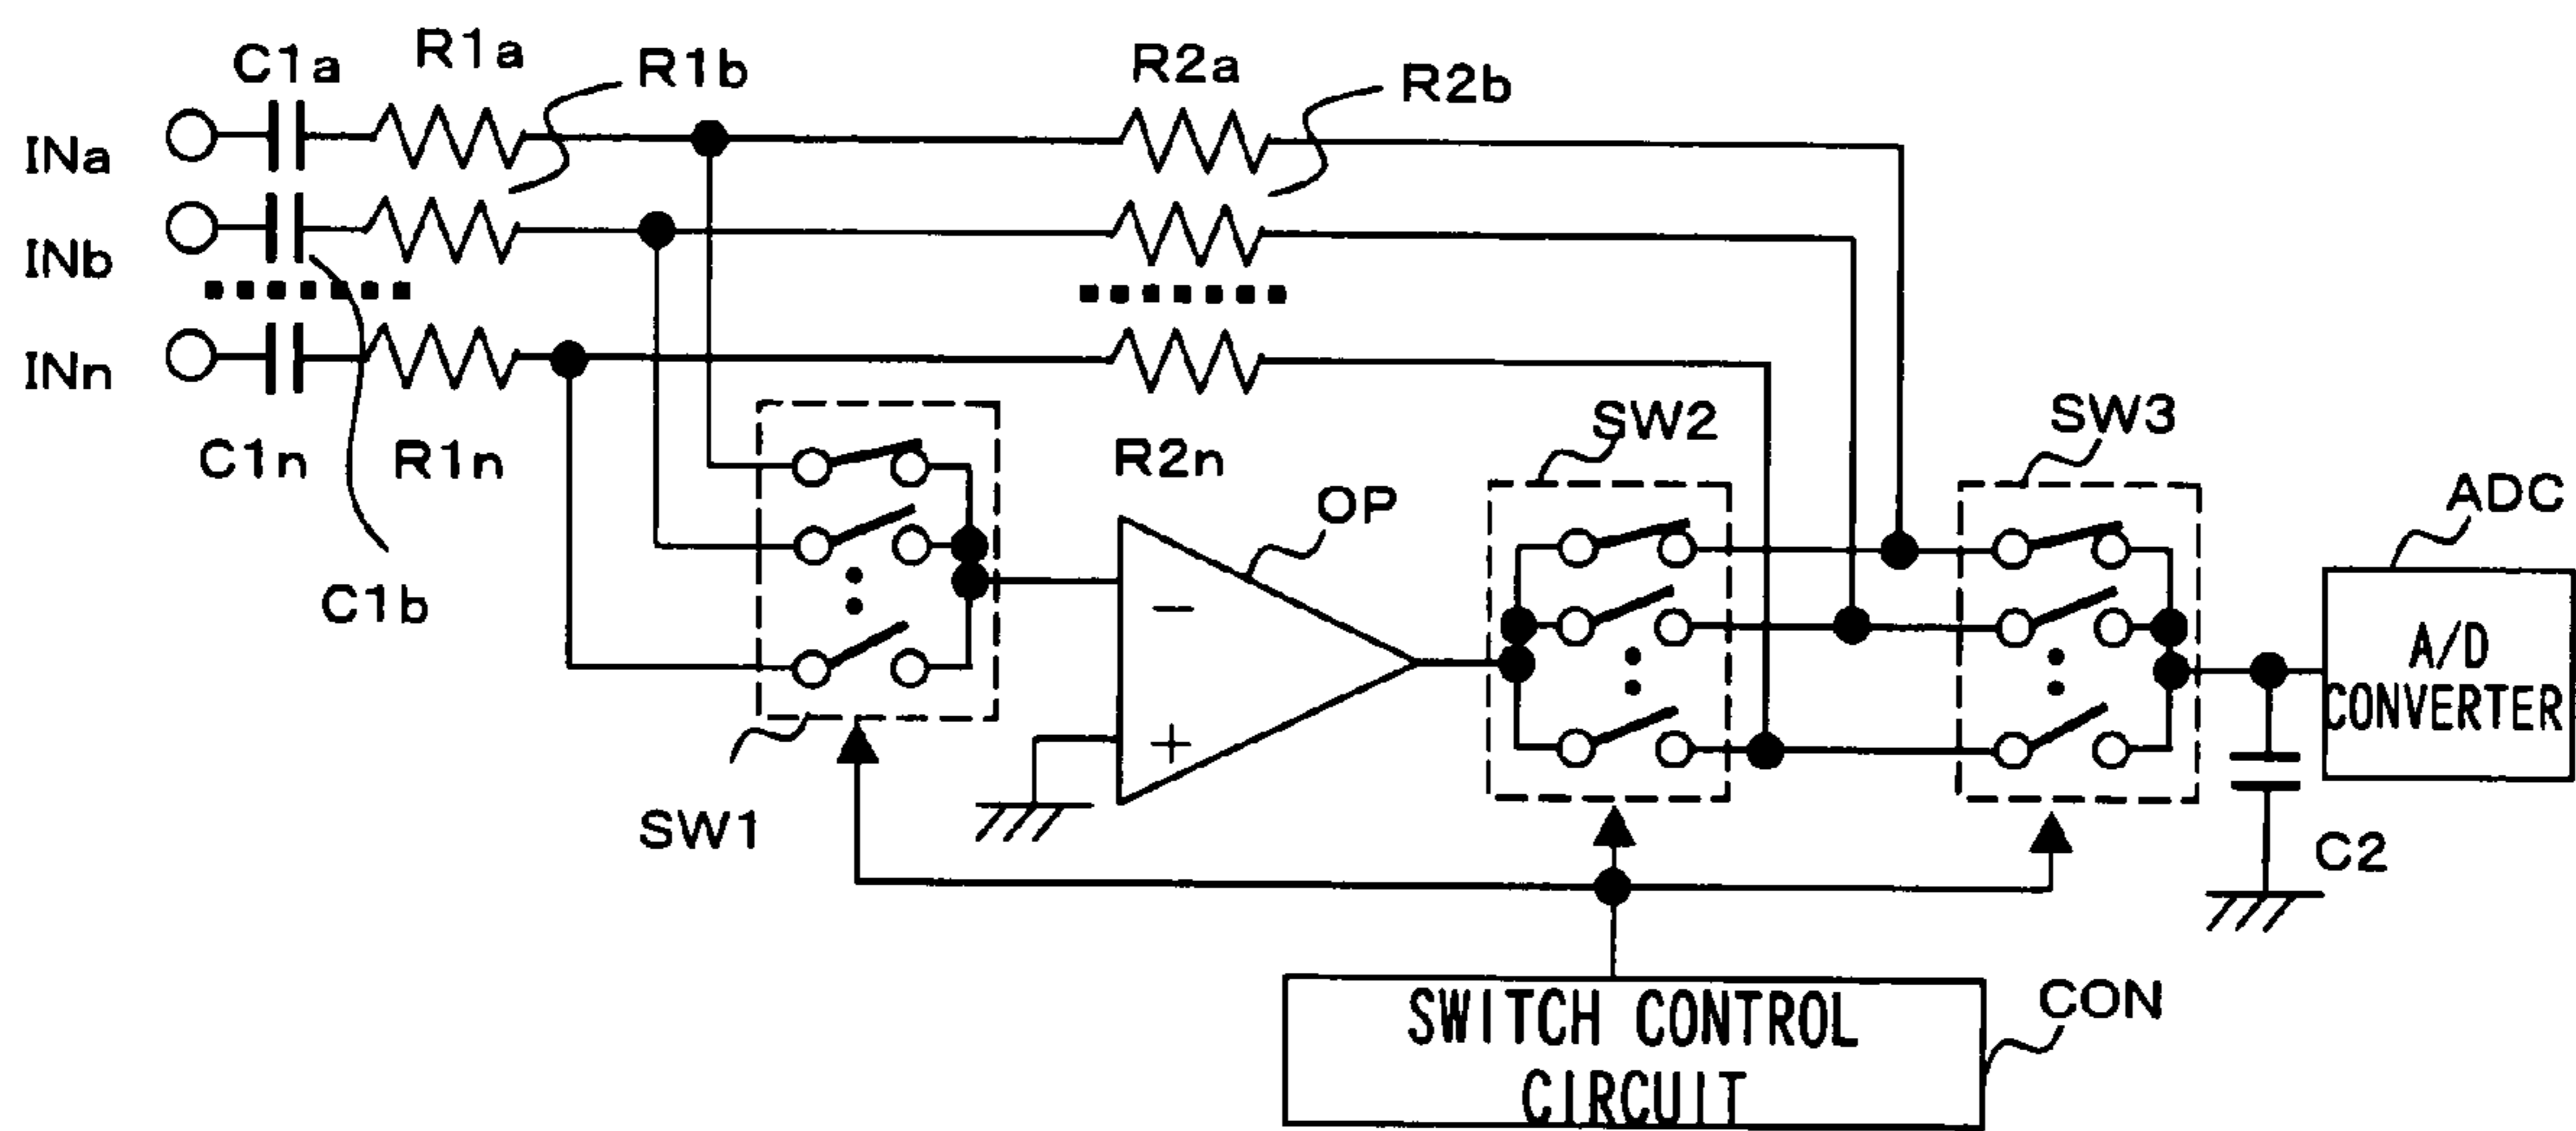 C1a
R1a
R1b
R2a
R2b
INa
INb
INn
C1n
R1n
R2n
C1b
SW1
OP
−
+
SW2
SW3
ADC
A/D
CONVERTER
C2
SWITCH CONTROL
CIRCUIT
CON